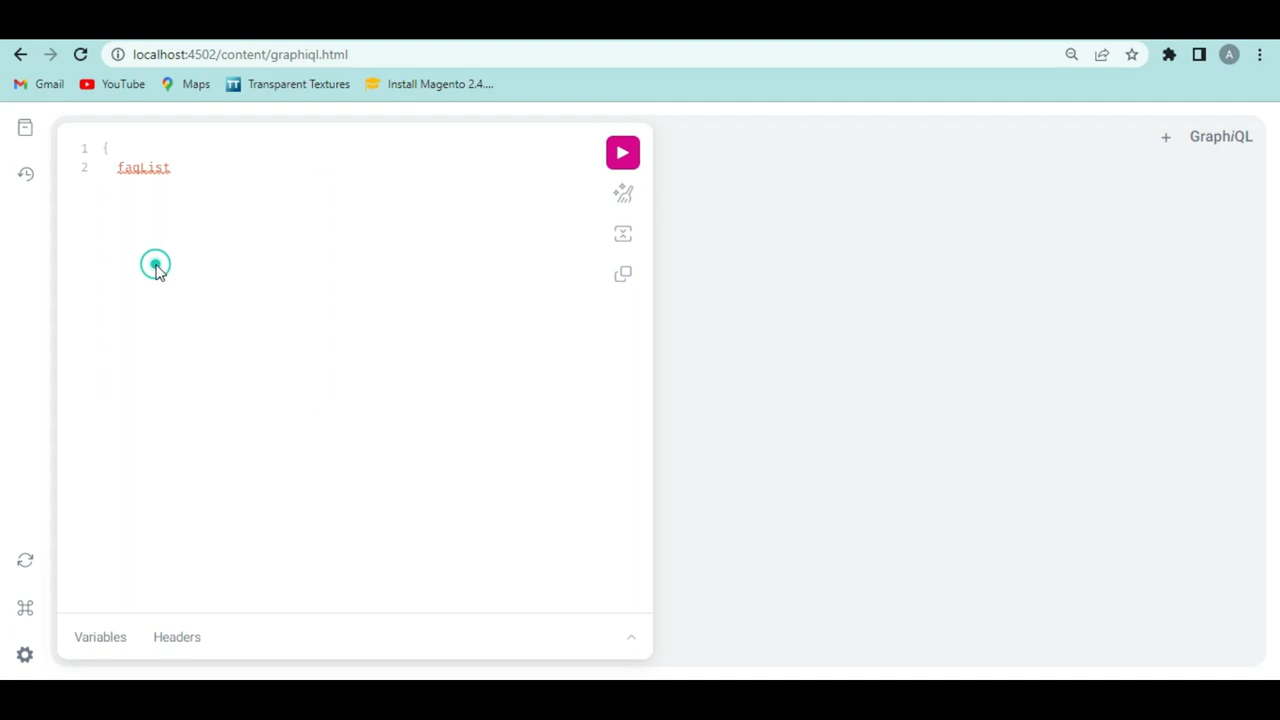 localhost:4502/content/graphiql.html
A
Gmail YouTube Maps TT Transparent Textures Install Magento 2.4....
GraphiQL
1 {
2 faqList
Variables Headers